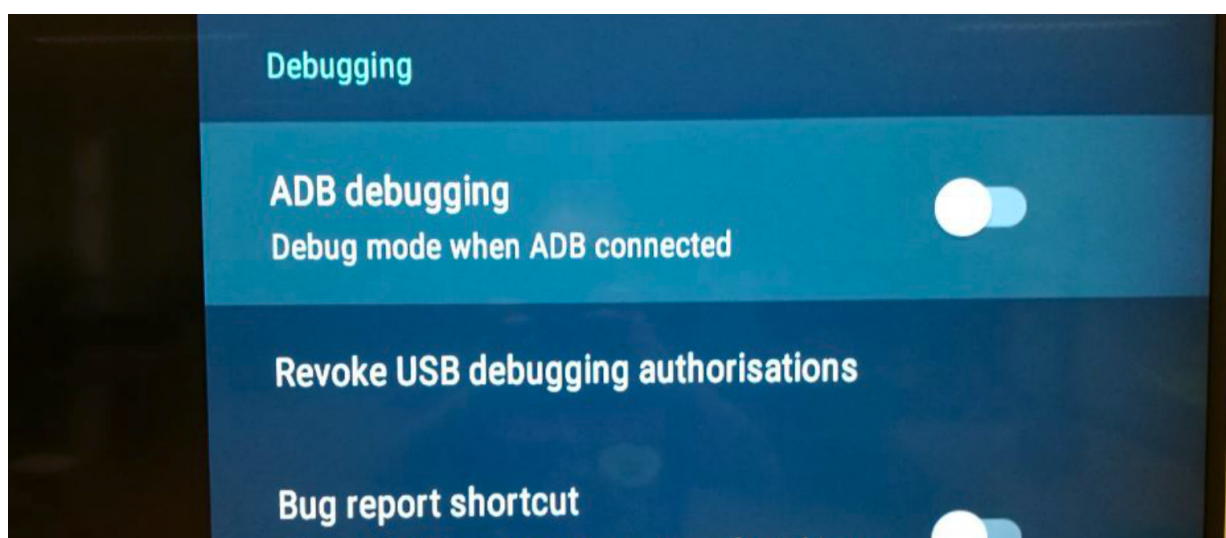 Debugging
ADB debugging
Debug mode when ADB connected
Revoke USB debugging authorisations
Bug report shortcut